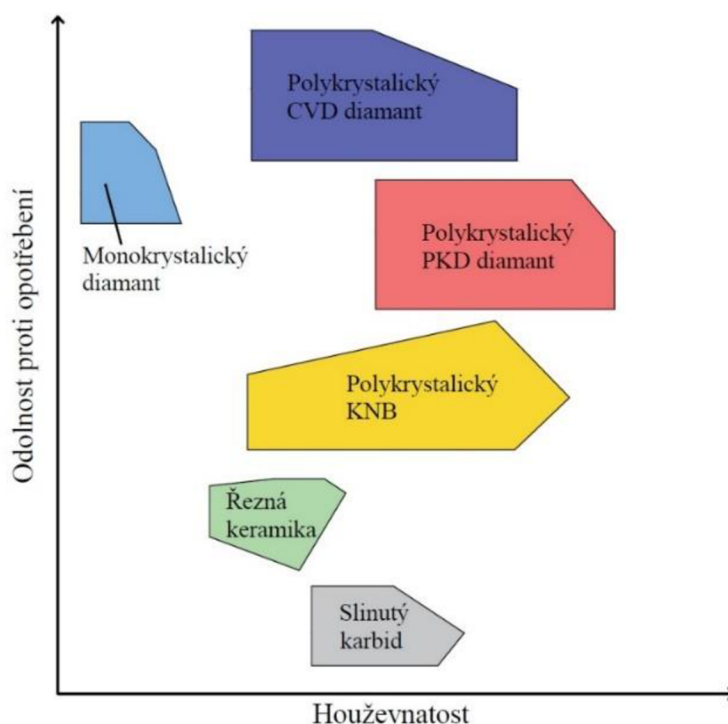 Polykrystalický
CVD diamant
Polykrystalický
PKD diamant
Monokrystalický
diamant
Polykrystalický
KNB
Řezná
keramika
Slinutý
karbid
Odolnost proti opotřebení
Houževnatost